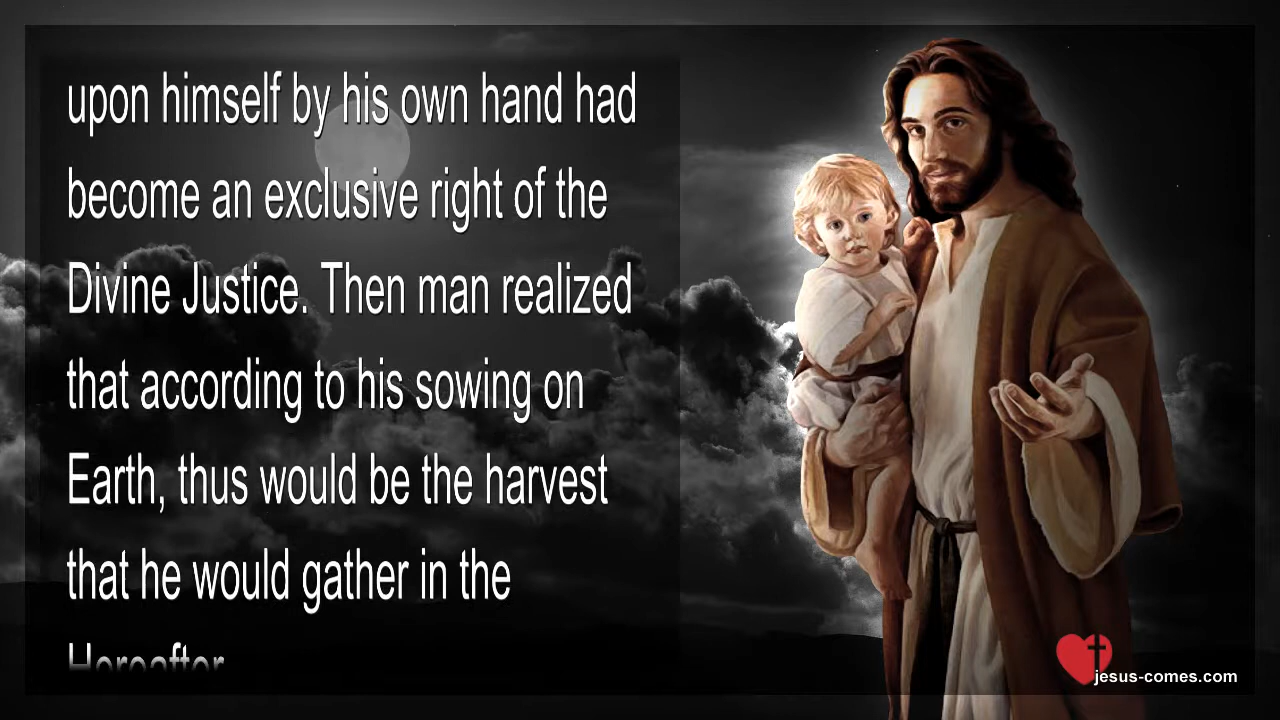 upon himself by his own hand had
become an exclusive right of the
Divine Justice. Then man realized
that according to his sowing on
Earth, thus would be the harvest
that he would gather in the
Hereafter
jesus-comes.com